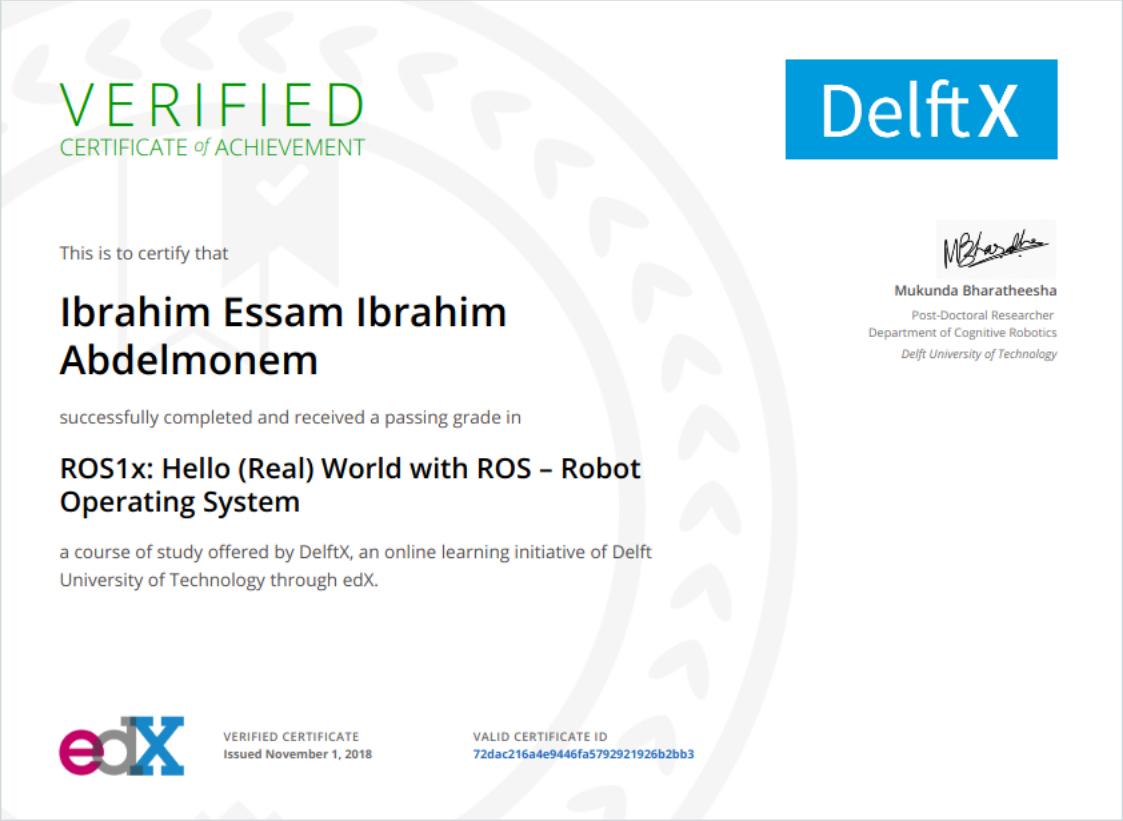 VERIFIED
CERTIFICATE of ACHIEVEMENT
DelftX
This is to certify that
Ibrahim Essam Ibrahim
Abdelmonem
successfully completed and received a passing grade in
ROS1x: Hello (Real) World with ROS – Robot
Operating System
a course of study offered by DelftX, an online learning initiative of Delft
University of Technology through edX.
MBharathe
Mukunda Bharatheesha
Post-Doctoral Researcher
Department of Cognitive Robotics
Delft University of Technology
edX
VERIFIED CERTIFICATE
Issued November 1, 2018
VALID CERTIFICATE ID
72dac216a4e9446fa5792921926b2bb3